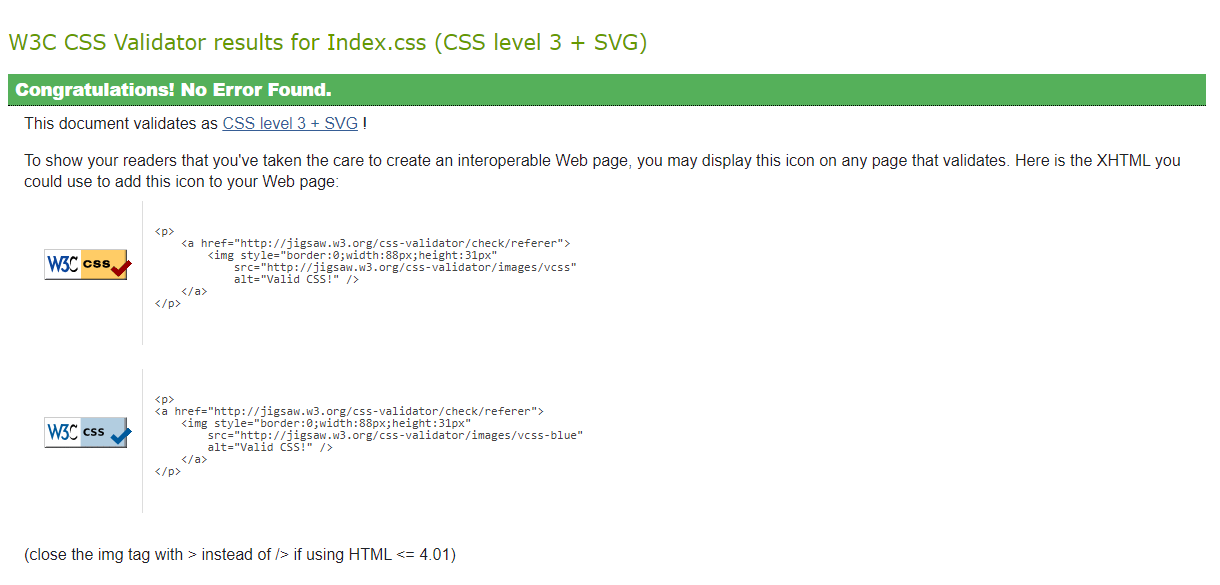 W3C CSS Validator results for Index.css (CSS level 3 + SVG)
Congratulations! No Error Found.
This document validates as CSS level 3 + SVG !
To show your readers that you've taken the care to create an interoperable Web page, you may display this icon on any page that validates. Here is the XHTML you
could use to add this icon to your Web page:
W3C css
<p>
<a href="http://jigsaw.w3.org/css-validator/check/referer">
<img style="border:0;width:88px;height:31px"
src="http://jigsaw.w3.org/css-validator/images/vcss"
alt="Valid CSS!" />
</a>
</p>
W3C css
<p>
<a href="http://jigsaw.w3.org/css-validator/check/referer">
<img style="border:0;width:88px;height:31px"
src="http://jigsaw.w3.org/css-validator/images/vcss-blue"
alt="Valid CSS!" />
</a>
</p>
(close the img tag with > instead of /> if using HTML <= 4.01)